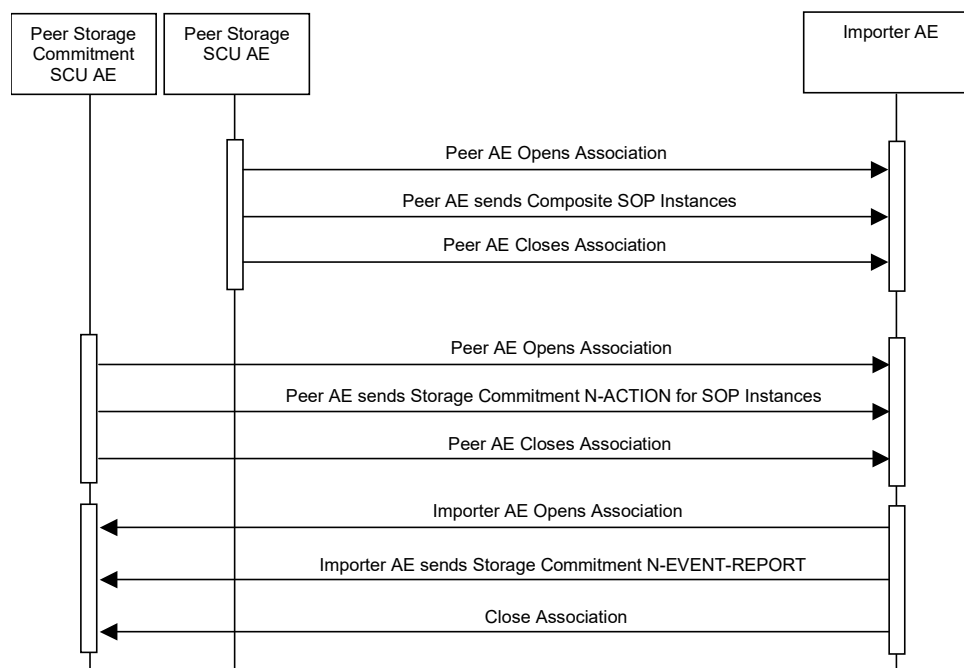 Peer Storage
Commitment
SCU AE
Peer Storage
SCU AE
Importer AE
Peer AE Opens Association
Peer AE sends Composite SOP Instances
Peer AE Closes Association
Peer AE Opens Association
Peer AE sends Storage Commitment N-ACTION for SOP Instances
Peer AE Closes Association
Importer AE Opens Association
Importer AE sends Storage Commitment N-EVENT-REPORT
Close Association